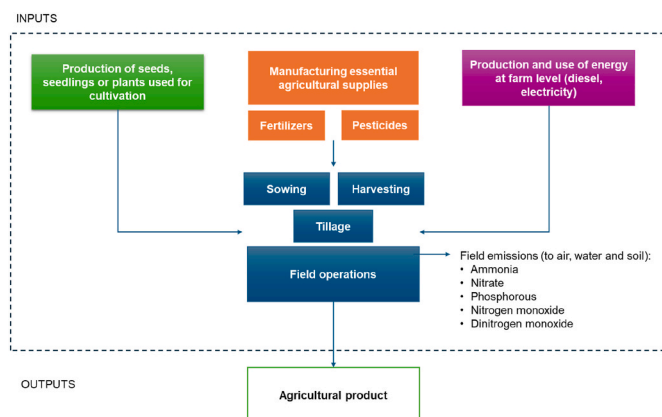 INPUTS
Production of seeds,
seedlings or plants used for
cultivation
Manufacturing essential
agricultural supplies
Production and use of energy
at farm level (diesel,
electricity)
Fertilizers
Pesticides
Sowing
Harvesting
Tillage
Field operations
Field emissions (to air, water and soil):
• Ammonia
• Nitrate
• Phosphorous
• Nitrogen monoxide
• Dinitrogen monoxide
OUTPUTS
Agricultural product